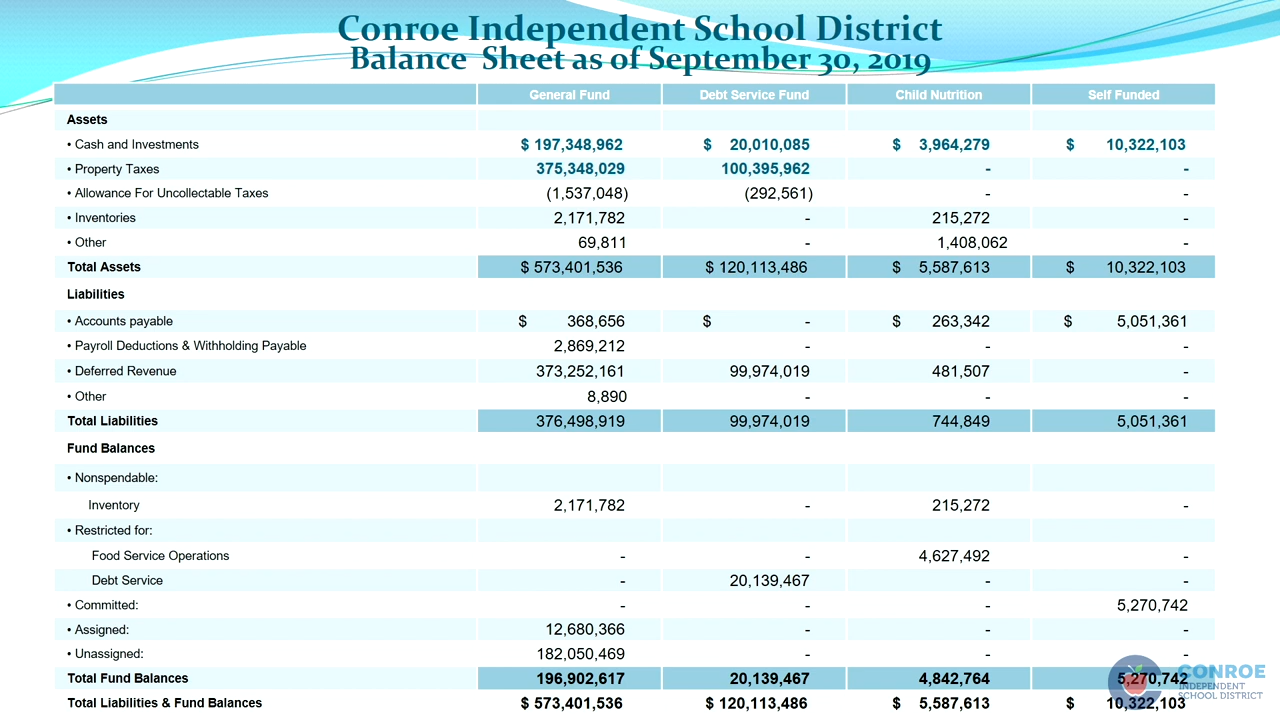 Conroe Independent School District
Balance Sheet as of September 30, 2019
General Fund Debt Service Fund Child Nutrition Self Funded
Assets
• Cash and Investments $ 197,348,962 $ 20,010,085 $ 3,964,279 $ 10,322,103
• Property Taxes 375,348,029 100,395,962 - -
• Allowance For Uncollectable Taxes (1,537,048) (292,561) - -
• Inventories 2,171,782 - 215,272 -
• Other 69,811 - 1,408,062 -
Total Assets $ 573,401,536 $ 120,113,486 $ 5,587,613 $ 10,322,103
Liabilities
• Accounts payable $ 368,656 $ - $ 263,342 $ 5,051,361
• Payroll Deductions & Withholding Payable 2,869,212 - - -
• Deferred Revenue 373,252,161 99,974,019 481,507 -
• Other 8,890 - - -
Total Liabilities 376,498,919 99,974,019 744,849 5,051,361
Fund Balances
• Nonspendable:
Inventory 2,171,782 - 215,272 -
• Restricted for:
Food Service Operations - - 4,627,492 -
Debt Service - 20,139,467 - -
• Committed: - - - 5,270,742
• Assigned: 12,680,366 - - -
• Unassigned: 182,050,469 - - -
Total Fund Balances 196,902,617 20,139,467 4,842,764 5,270,742
Total Liabilities & Fund Balances $ 573,401,536 $ 120,113,486 $ 5,587,613 $ 10,322,103
CONROE
INDEPENDENT
SCHOOL DISTRICT